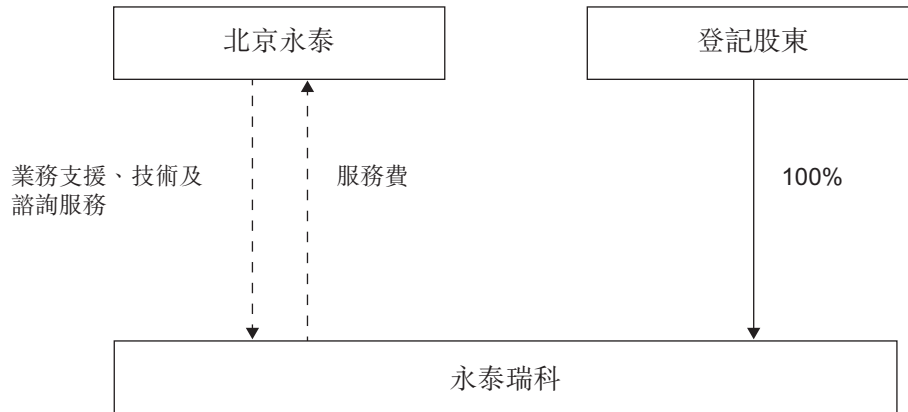 北京永泰
登記股東
業務支援、技術及
諮詢服務
服務費
100%
永泰瑞科